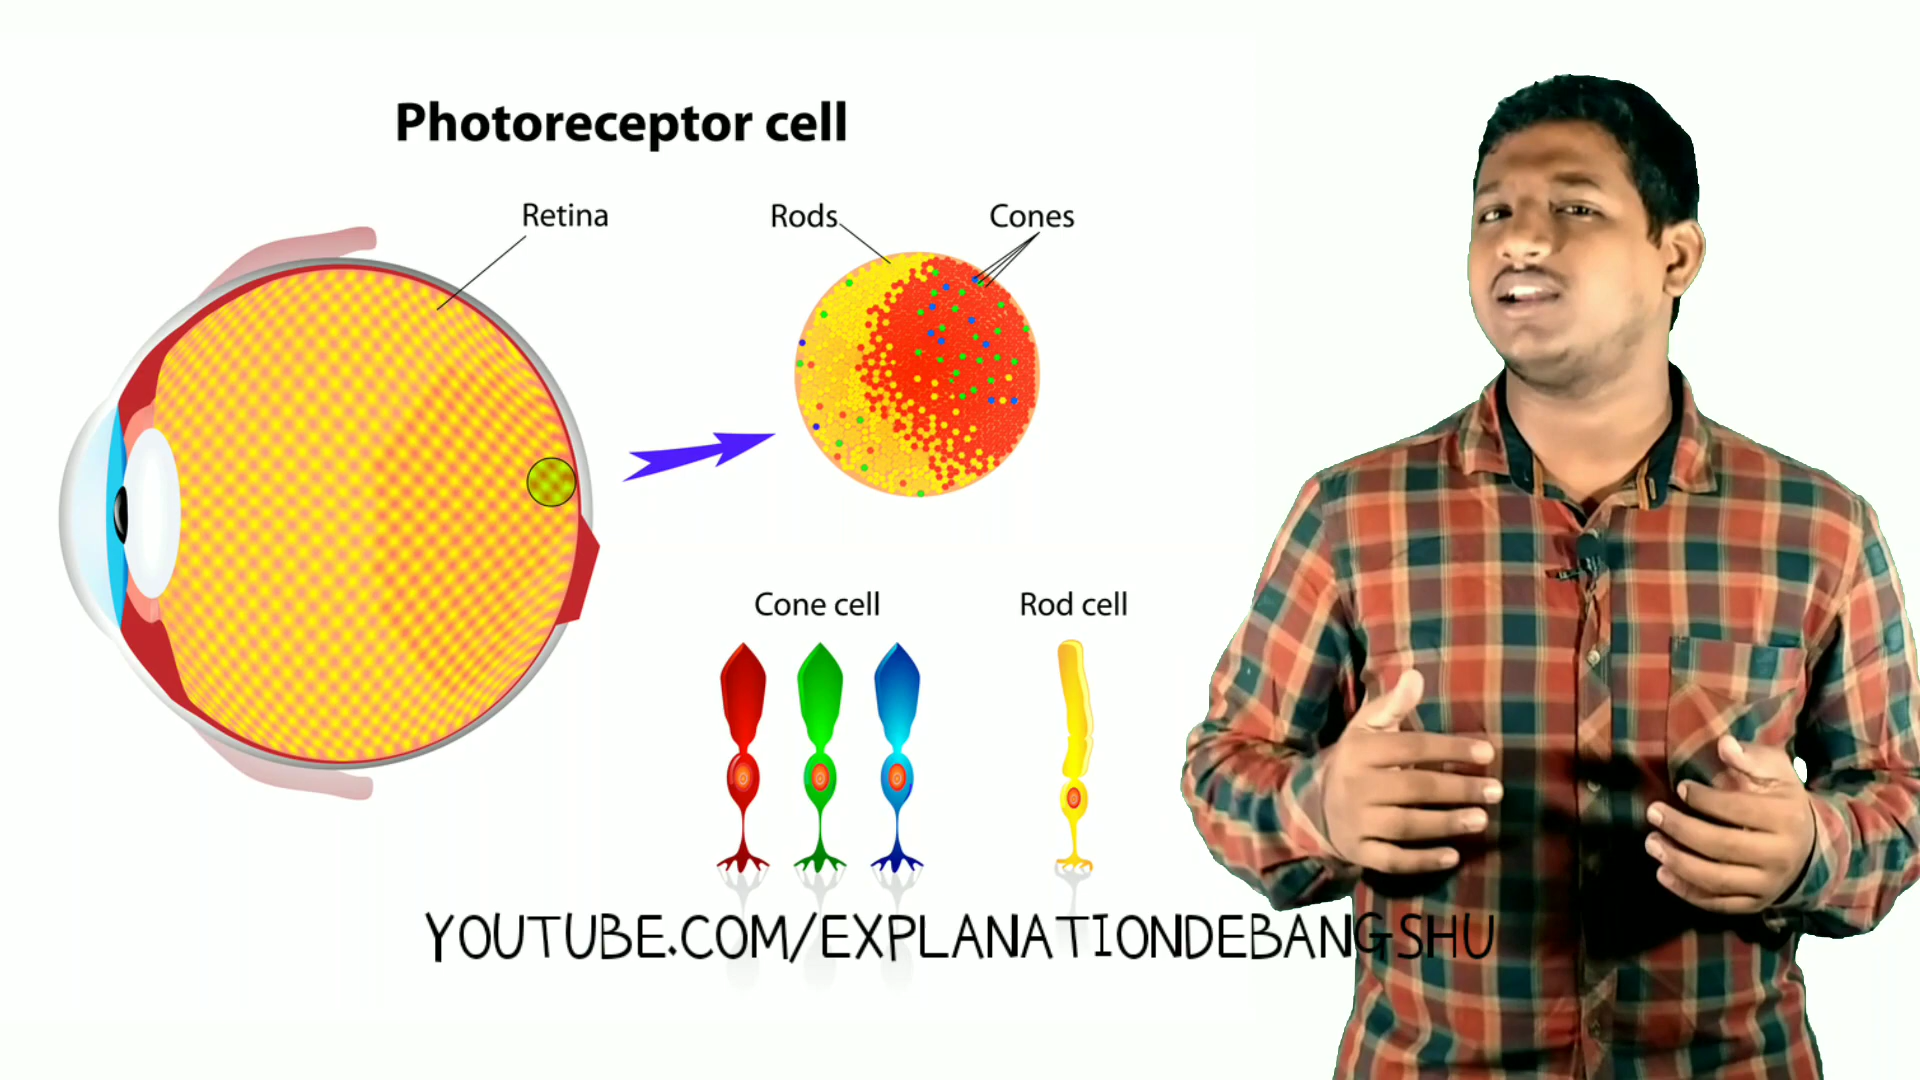 Photoreceptor cell
Retina
Rods
Cones
Cone cell
Rod cell
YOUTUBE.COM/EXPLANATIONDEBANGSHU